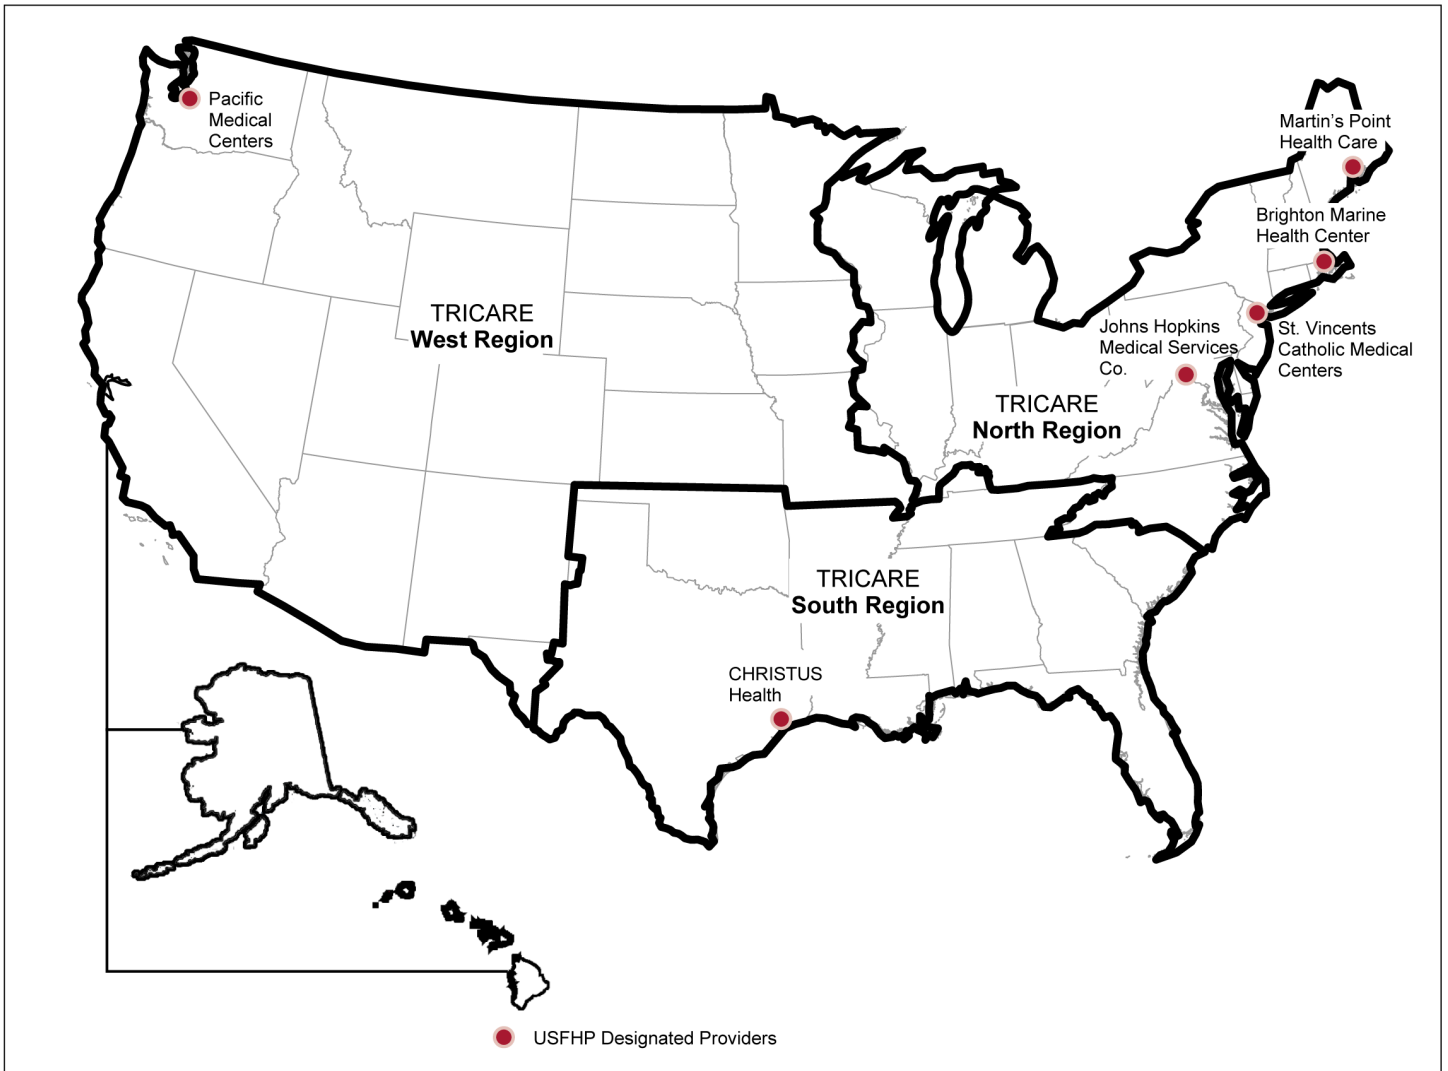 Pacific
Medical
Centers
Martin's Point
Health Care
Brighton Marine
Health Center
TRICARE
West Region
Johns Hopkins
Medical Services
Co.
St. Vincents
Catholic Medical
Centers
TRICARE
North Region
TRICARE
South Region
CHRISTUS
Health
USFHP Designated Providers